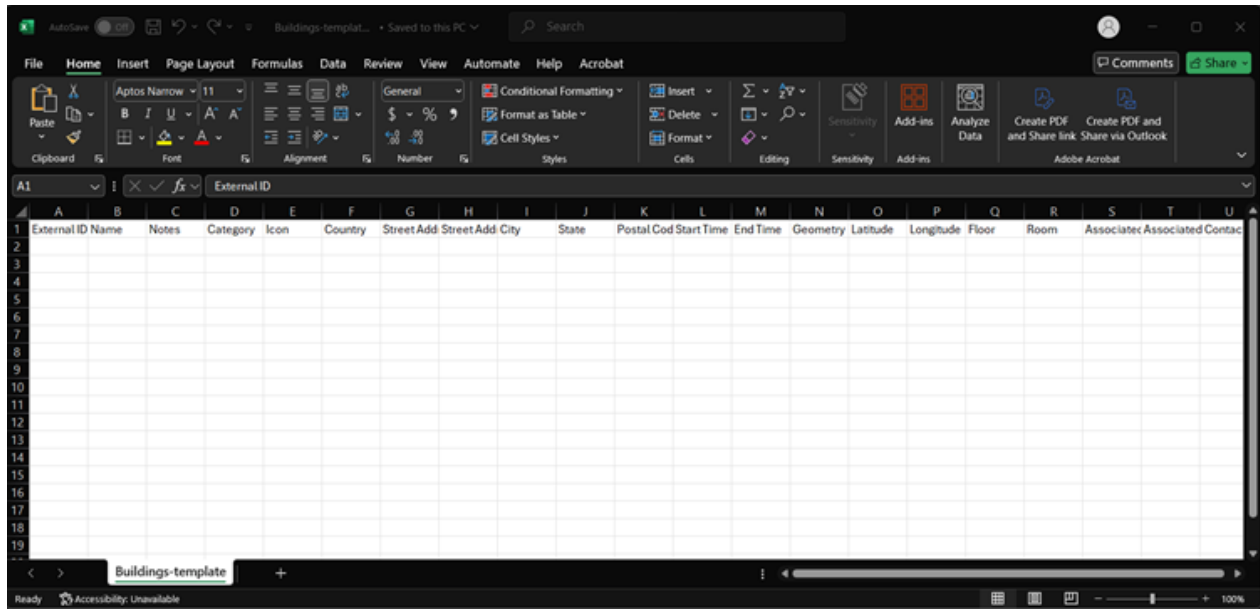 AutoSave Off Buildings-templat... • Saved to this PC Search
File Home Insert Page Layout Formulas Data Review View Automate Help Acrobat Comments Share
Paste
Clipboard
Aptos Narrow 11
B I U A A
A
Font
Alignment
General
$ % 9
Number
Conditional Formatting
Format as Table
Cell Styles
Styles
Insert
Delete
Format
Cells
Editing
Sensitivity
Sensitivity
Add-ins
Add-ins
Analyze
Data
Create PDF
and Share link
Create PDF and
Share via Outlook
Adobe Acrobat
A1 fx External ID
A B C D E F G H I J K L M N O P Q R S T U
1 External ID Name Notes Category Icon Country Street Add Street Add City State Postal Cod Start Time End Time Geometry Latitude Longitude Floor Room Associatec Associated Contac
2
3
4
5
6
7
8
9
10
11
12
13
14
15
16
17
18
19
Buildings-template
Ready Accessibility: Unavailable 100%